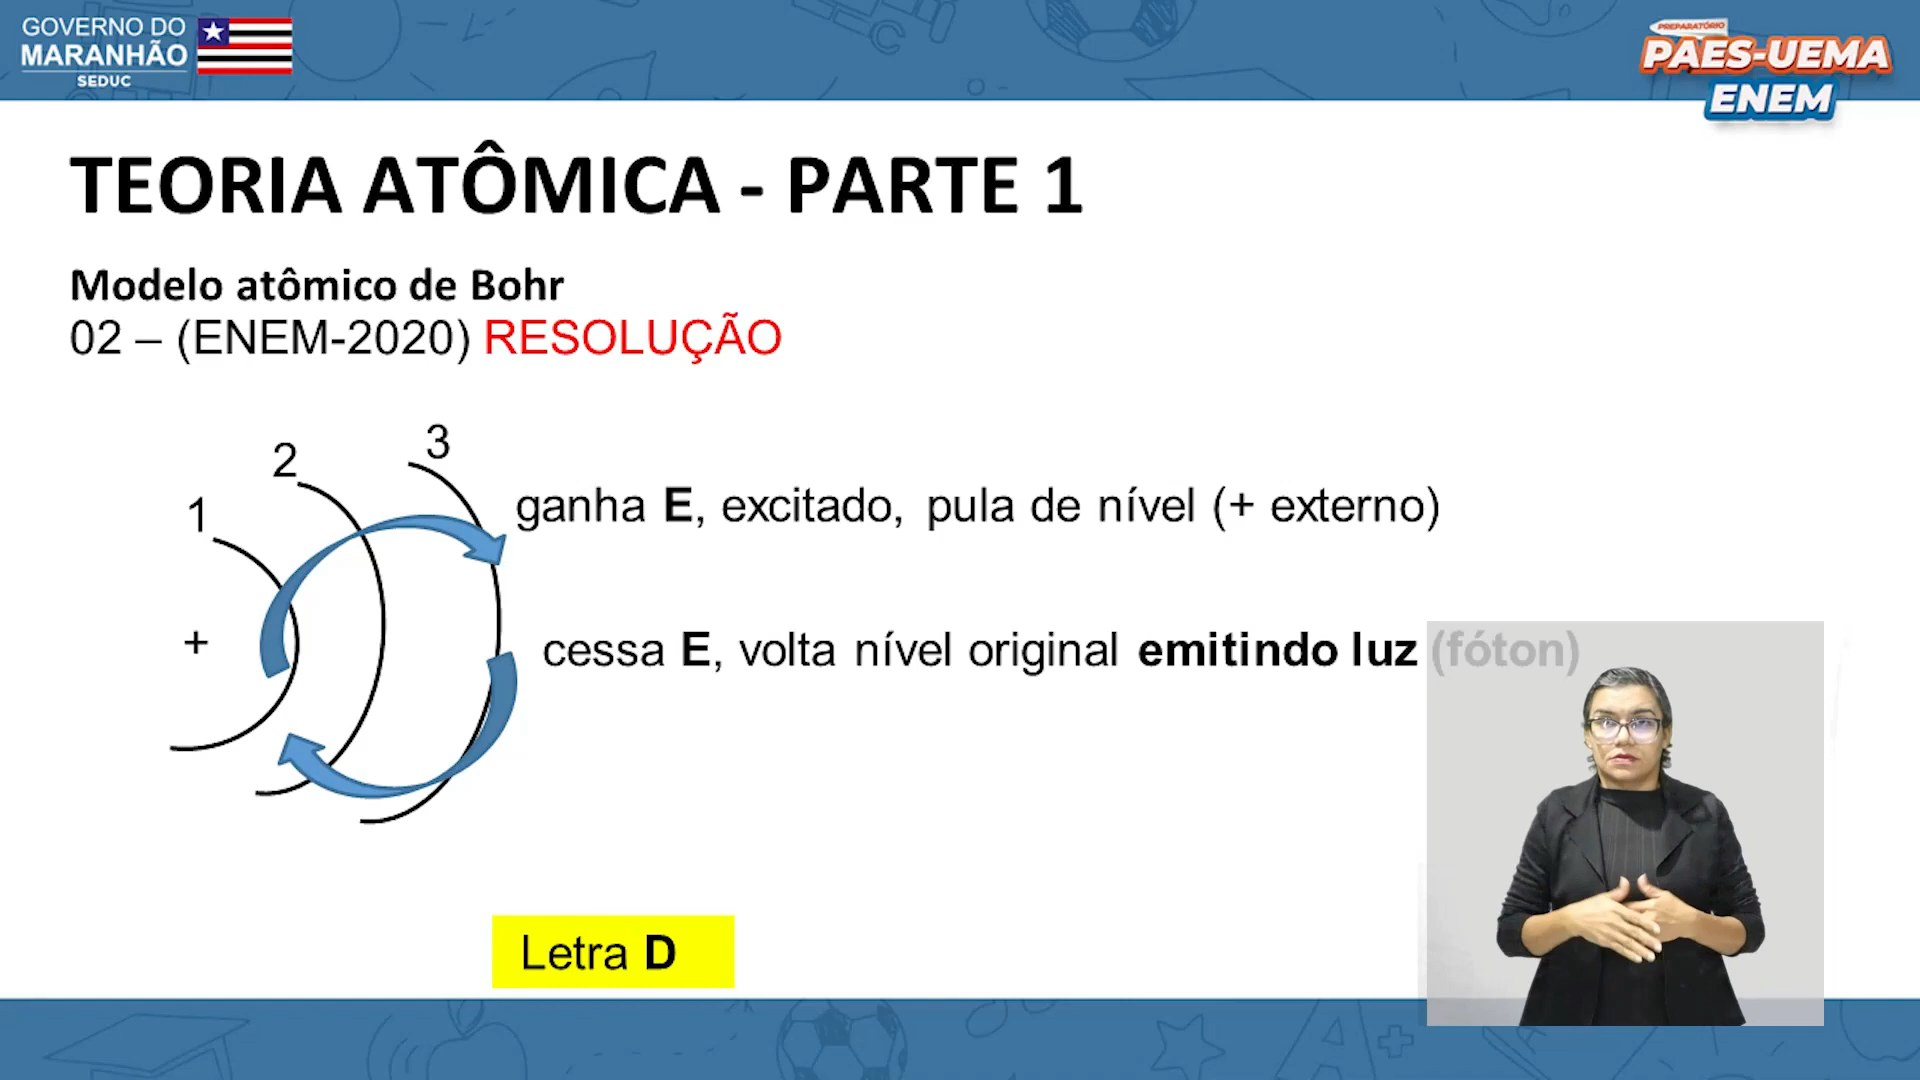 GOVERNO DO
MARANHÃO
SEDUC
PREPARATÓRIO
PAES-UEMA
ENEM
TEORIA ATÔMICA - PARTE 1
Modelo atômico de Bohr
02 – (ENEM-2020) RESOLUÇÃO
1
2
3
+
ganha E, excitado, pula de nível (+ externo)
cessa E, volta nível original emitindo luz (fóton)
Letra D